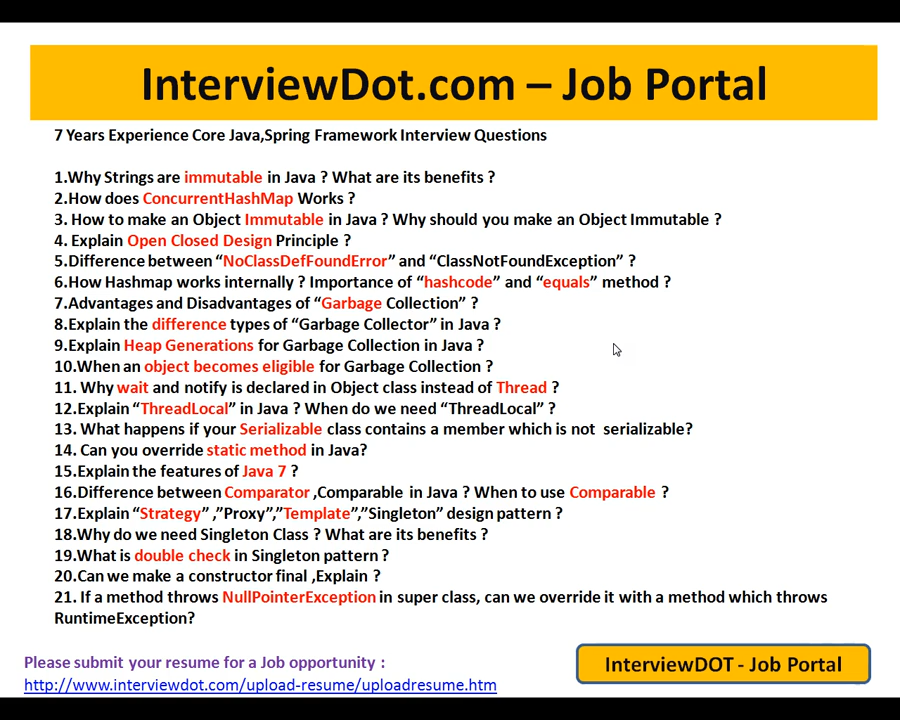 InterviewDot.com – Job Portal
7 Years Experience Core Java,Spring Framework Interview Questions
1.Why Strings are immutable in Java ? What are its benefits ?
2.How does ConcurrentHashMap Works ?
3. How to make an Object Immutable in Java ? Why should you make an Object Immutable ?
4. Explain Open Closed Design Principle ?
5.Difference between “NoClassDefFoundError” and “ClassNotFoundException” ?
6.How Hashmap works internally ? Importance of “hashcode” and “equals” method ?
7.Advantages and Disadvantages of “Garbage Collection” ?
8.Explain the difference types of “Garbage Collector” in Java ?
9.Explain Heap Generations for Garbage Collection in Java ?
10.When an object becomes eligible for Garbage Collection ?
11. Why wait and notify is declared in Object class instead of Thread ?
12.Explain “ThreadLocal” in Java ? When do we need “ThreadLocal” ?
13. What happens if your Serializable class contains a member which is not  serializable?
14. Can you override static method in Java?
15.Explain the features of Java 7 ?
16.Difference between Comparator ,Comparable in Java ? When to use Comparable ?
17.Explain “Strategy” ,”Proxy”,”Template”,”Singleton” design pattern ?
18.Why do we need Singleton Class ? What are its benefits ?
19.What is double check in Singleton pattern ?
20.Can we make a constructor final ,Explain ?
21. If a method throws NullPointerException in super class, can we override it with a method which throws
RuntimeException?
Please submit your resume for a Job opportunity :
http://www.interviewdot.com/upload-resume/uploadresume.htm
InterviewDOT - Job Portal